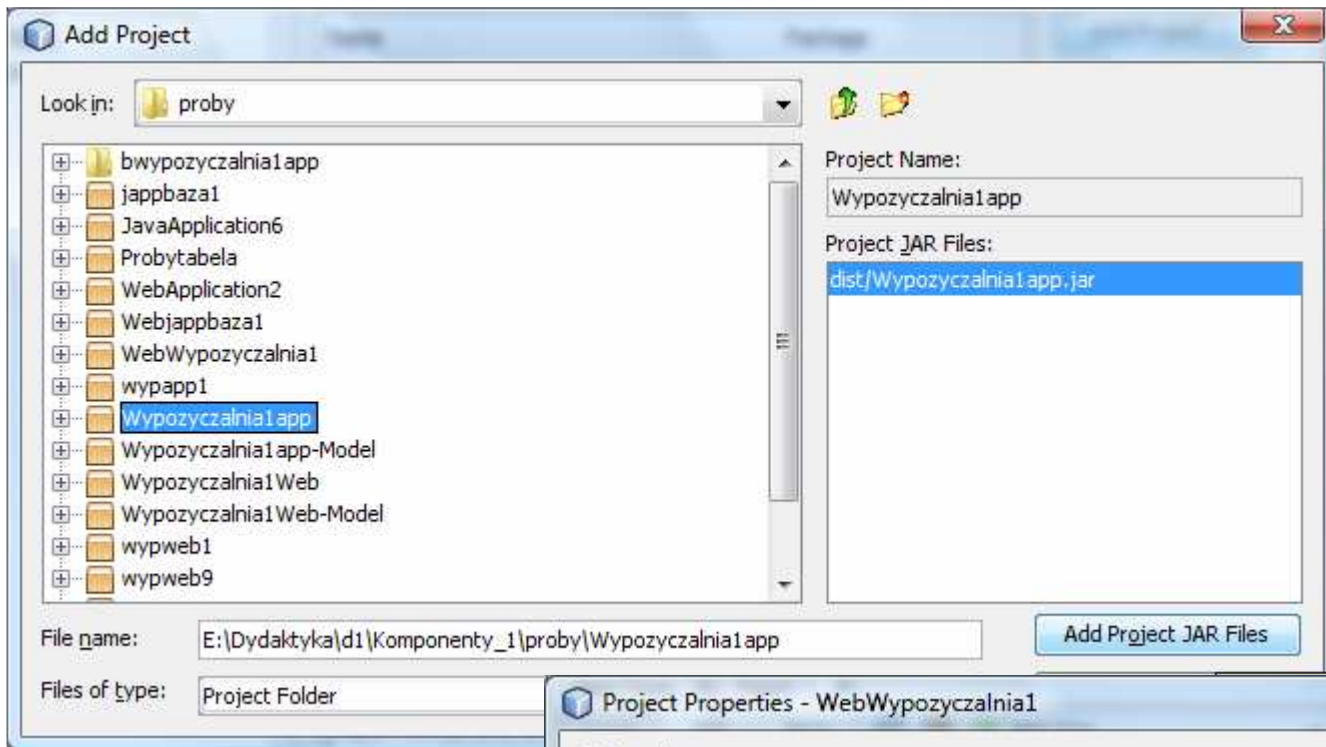 Add Project
Look in: proby
bwypozyczalnia1app
jappbaza1
JavaApplication6
Probytabela
WebApplication2
Webjappbaza1
WebWypozyczalnia1
wypapp1
Wypozyczalnia1app
Wypozyczalnia1app-Model
Wypozyczalnia1Web
Wypozyczalnia1Web-Model
wypweb1
wypweb9
Project Name:
Wypozyczalnia1app
Project JAR Files:
dist/Wypozyczalnia1app.jar
File name: E:\Dydaktyka\d1\Komponenty_1\proby\Wypozyczalnia1app
Add Project JAR Files
Files of type: Project Folder
Project Properties - WebWypozyczalnia1